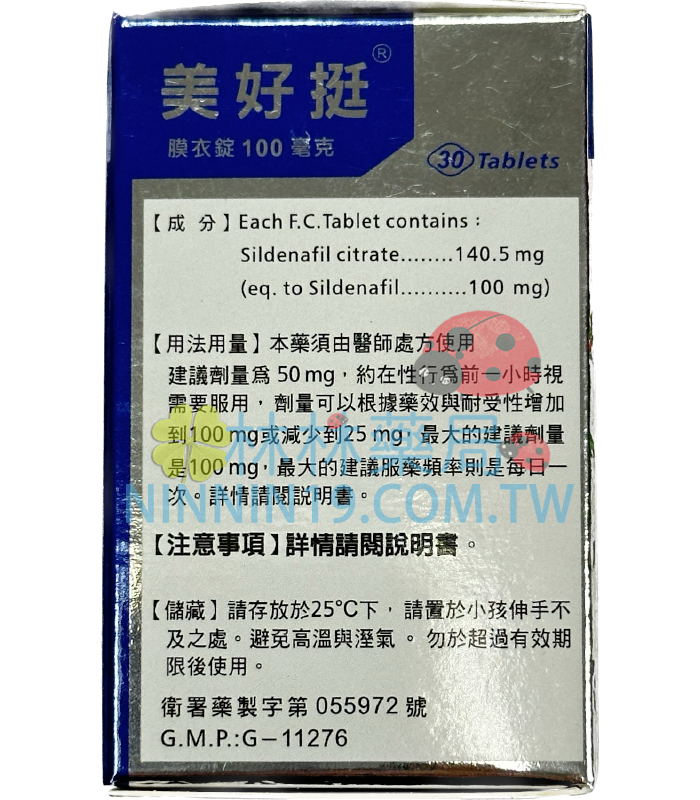 美好挺®
膜衣錠 100 毫克
30 Tablets
【成 分】Each F.C.Tablet contains：
Sildenafil citrate........140.5 mg
(eq. to Sildenafil..........100 mg)
【用法用量】本藥須由醫師處方使用
建議劑量為 50 mg，約在性行為前一小時視
需要服用，劑量可以根據藥效與耐受性增加
到100 mg或減少到25 mg，最大的建議劑量
是100 mg，最大的建議服藥頻率則是每日一
次。詳情請閱說明書。
林林藥局
NINNIN19.COM.TW
【注意事項】詳情請閱說明書。
【儲藏】請存放於25°C下，請置於小孩伸手不
及之處。避免高溫與溼氣。勿於超過有效期
限後使用。
衛署藥製字第 055972 號
G.M.P.:G－11276